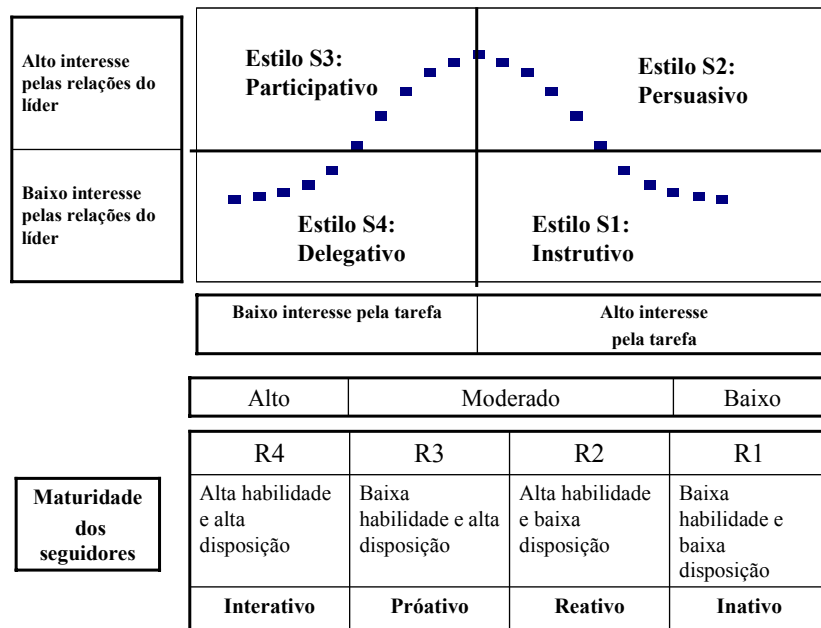 Alto interesse
pelas relações do
líder
Estilo S3:
Participativo
Estilo S2:
Persuasivo
Baixo interesse
pelas relações do
líder
Estilo S4:
Delegativo
Estilo S1:
Instrutivo
Baixo interesse pela tarefa
Alto interesse
pela tarefa
Alto
Moderado
Baixo
R4
R3
R2
R1
Maturidade
dos
seguidores
Alta habilidade
e alta
disposição
Baixa
habilidade e alta
disposição
Alta habilidade
e baixa
disposição
Baixa
habilidade e
baixa
disposição
Interativo
Próativo
Reativo
Inativo